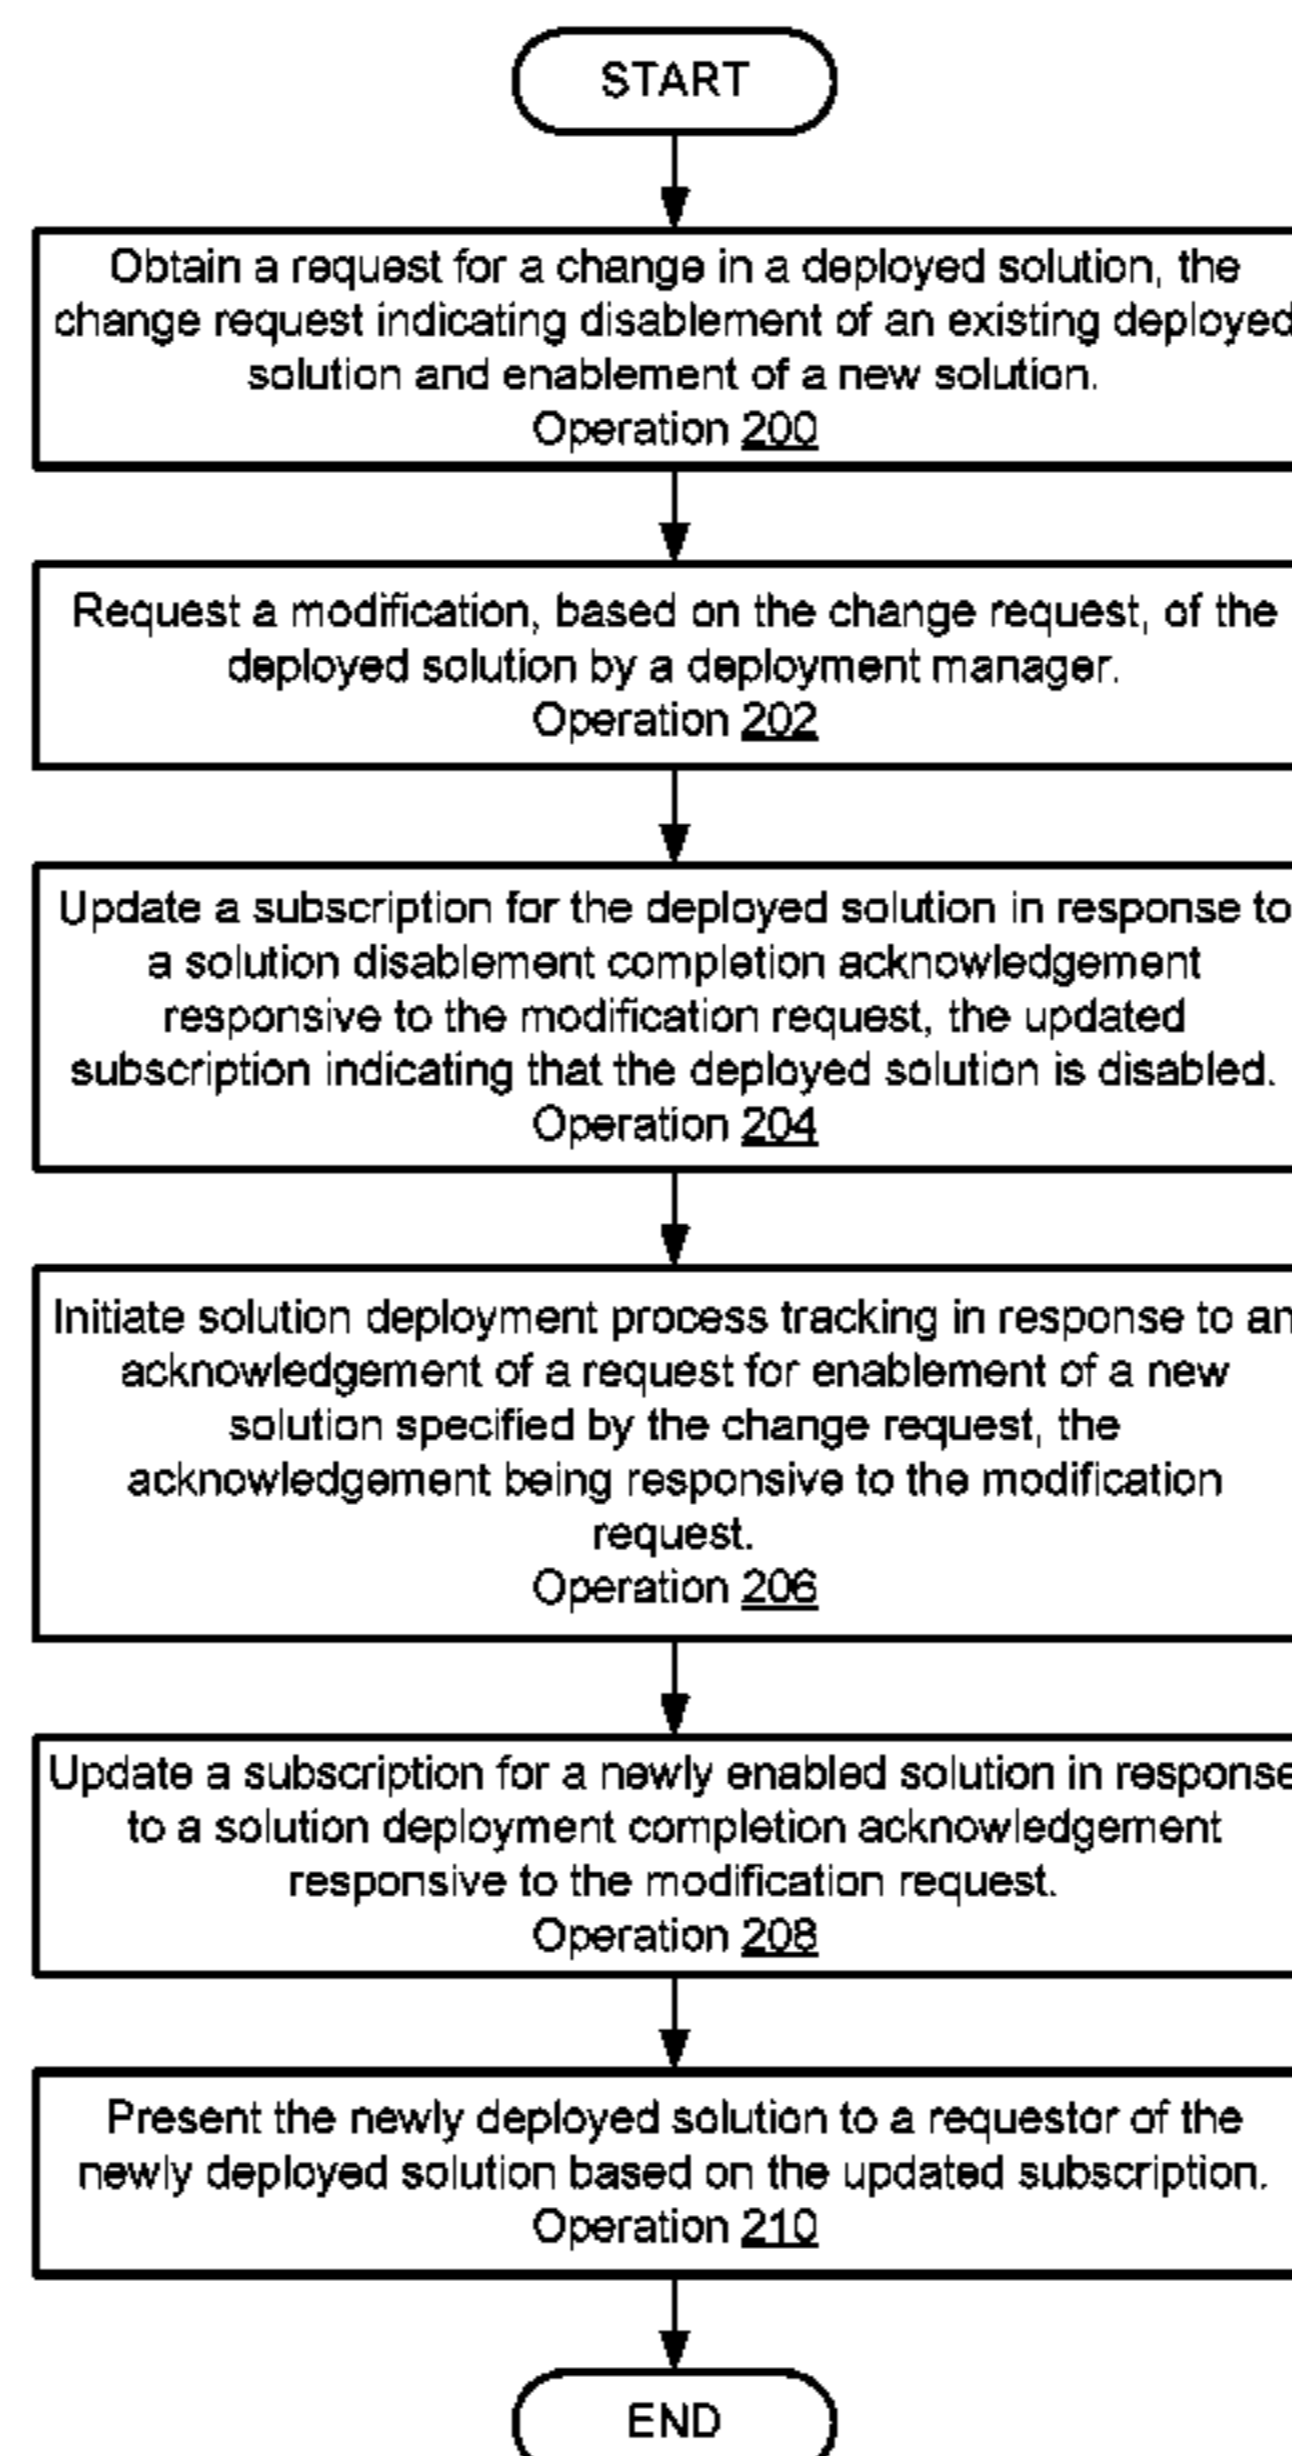 START
Obtain a request for a change in a deployed solution, the
change request indicating disablement of an existing deployed
solution and enablement of a new solution.
Operation 200
Request a modification, based on the change request, of the
deployed solution by a deployment manager.
Operation 202
Update a subscription for the deployed solution in response to
a solution disablement completion acknowledgement
responsive to the modification request, the updated
subscription indicating that the deployed solution is disabled.
Operation 204
Initiate solution deployment process tracking in response to an
acknowledgement of a request for enablement of a new
solution specified by the change request, the
acknowledgement being responsive to the modification
request.
Operation 206
Update a subscription for a newly enabled solution in response
to a solution deployment completion acknowledgement
responsive to the modification request.
Operation 208
Present the newly deployed solution to a requestor of the
newly deployed solution based on the updated subscription.
Operation 210
END